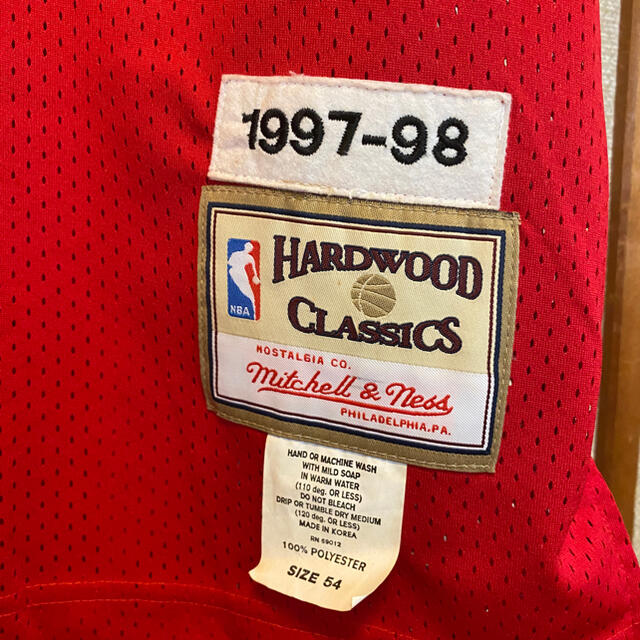 1997-98
HARDWOOD
NBA
CLASSICS
NOSTALGIA CO.
Mitchell & Ness
PHILADELPHIA, PA.
HAND OR MACHINE WASH
WITH MILD SOAP
IN WARM WATER
(110 deg. OR LESS)
DO NOT BLEACH
DRIP OR TUMBLE DRY MEDIUM
(120 deg. OR LESS)
MADE IN KOREA
RN 69012
100% POLYESTER
SIZE 54